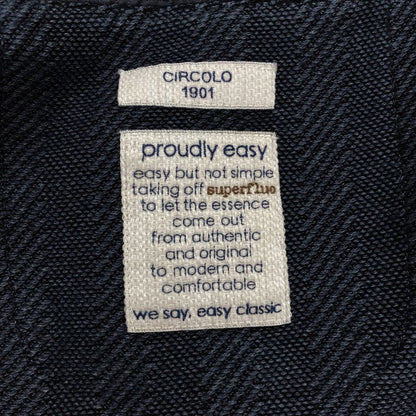 CIRCOLO
1901
proudly easy
easy but not simple
taking off superflue
to let the essence
come out
from authentic
and original
to modern and
comfortable
we say, easy classic